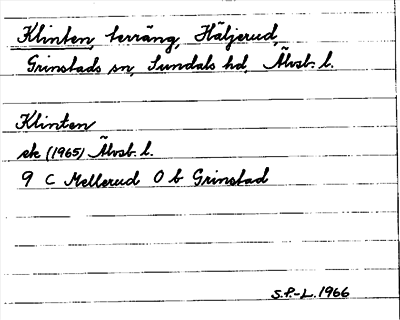 Klinten, terräng, Häljerud,
Grinstads sn, Sundals hd, Älvsb. l.
Klinten
ek (1965) Älvsb. l.
9 C Mellerud 0 b Grinstad
S.P.-L. 1966